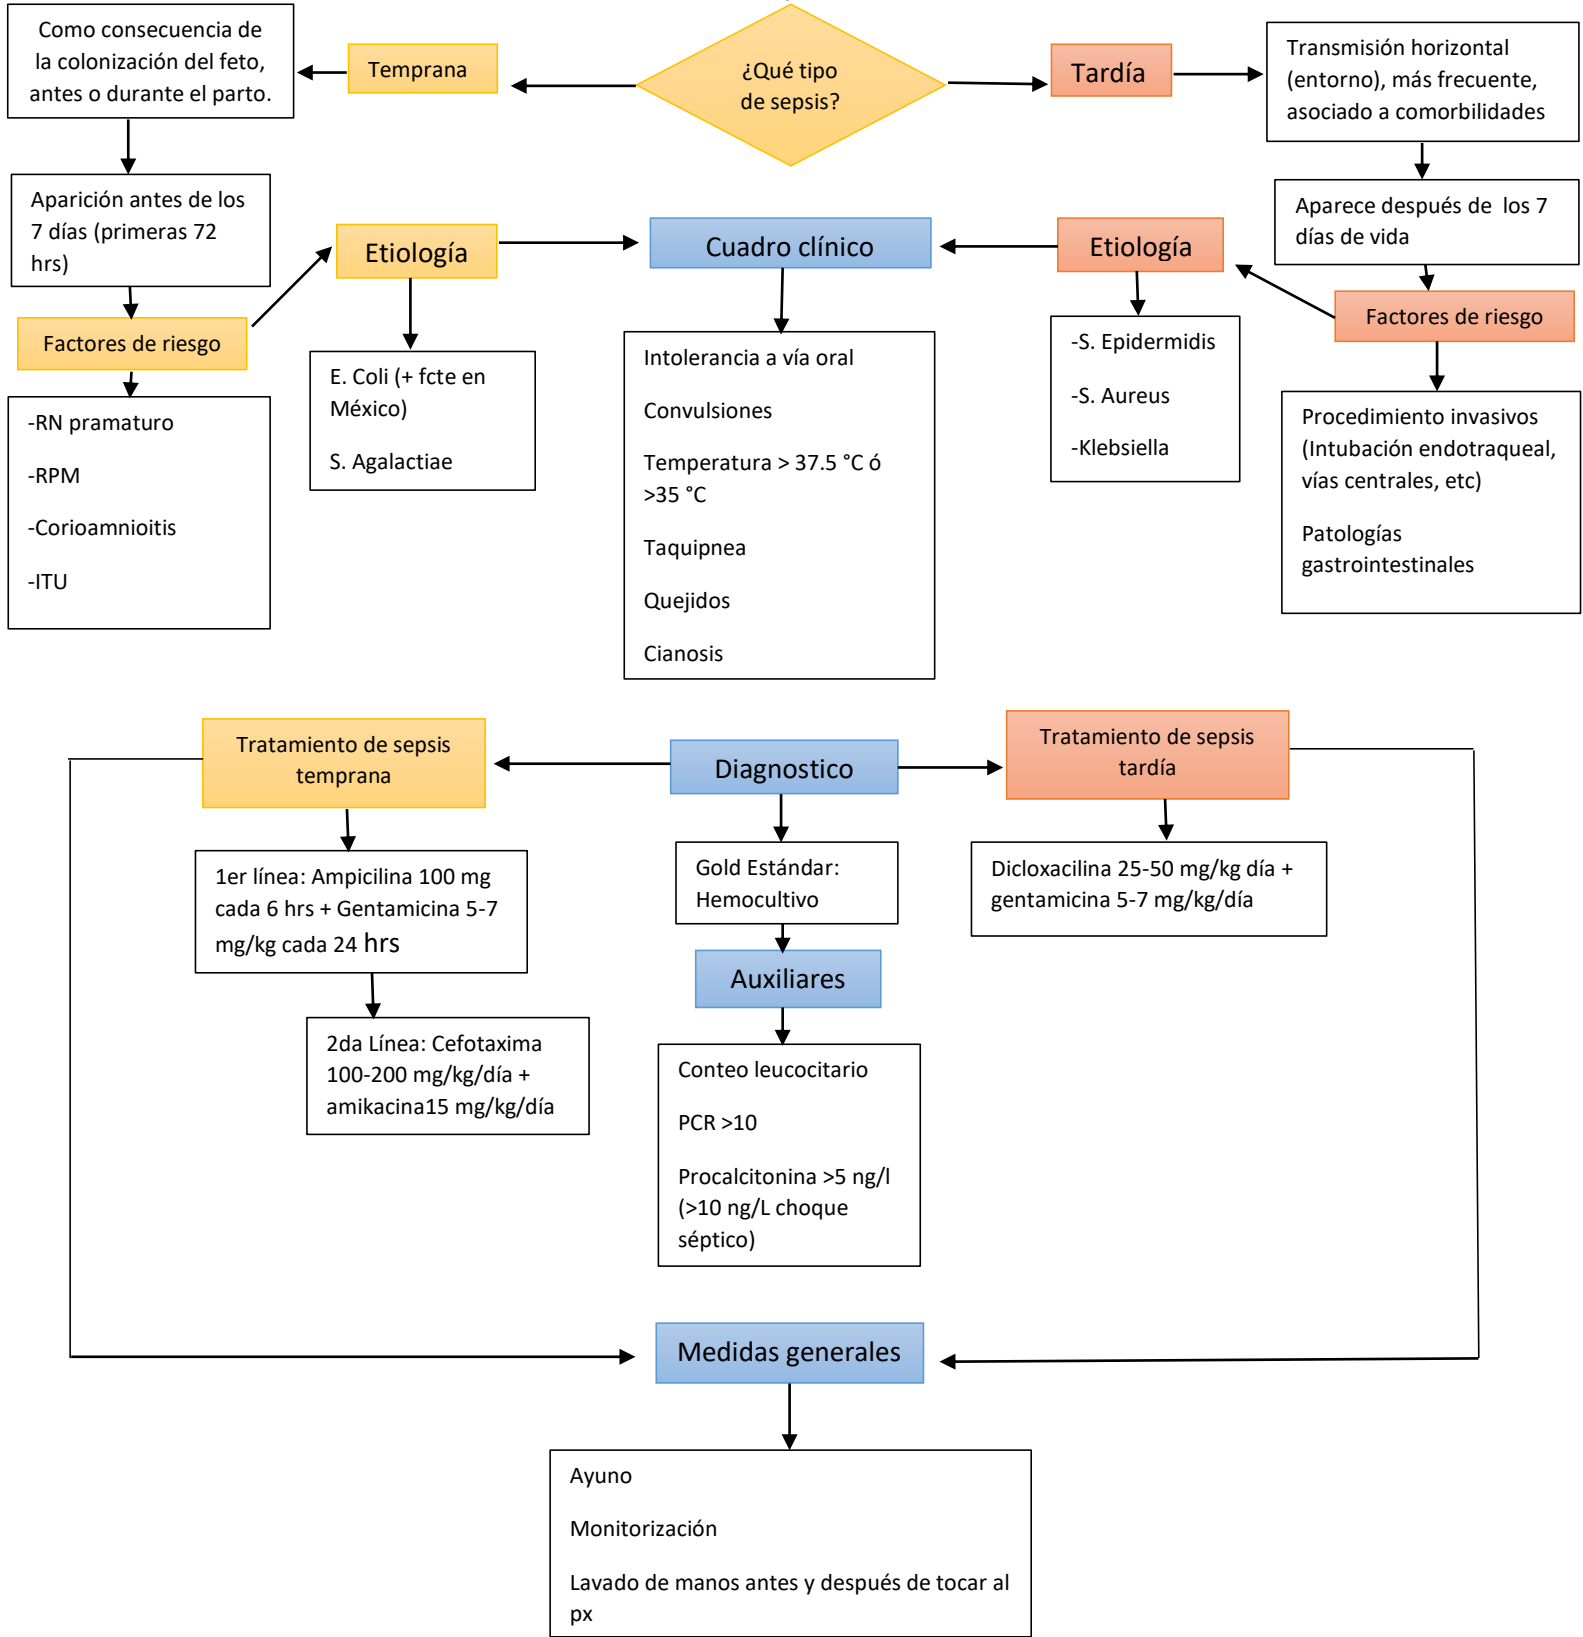 Como consecuencia de
la colonización del feto,
antes o durante el parto.
Temprana
¿Qué tipo
de sepsis?
Tardía
Transmisión horizontal
(entorno), más frecuente,
asociado a comorbilidades
Aparición antes de los
7 días (primeras 72
hrs)
Etiología
Cuadro clínico
Etiología
Aparece después de los 7
días de vida
Factores de riesgo
Factores de riesgo
-RN pramaturo
-RPM
-Corioamnioitis
-ITU
E. Coli (+ fcte en
México)
S. Agalactiae
Intolerancia a vía oral
Convulsiones
Temperatura > 37.5 °C ó
>35 °C
Taquipnea
Quejidos
Cianosis
-S. Epidermidis
-S. Aureus
-Klebsiella
Procedimiento invasivos
(Intubación endotraqueal,
vías centrales, etc)
Patologías
gastrointestinales
Tratamiento de sepsis
temprana
Diagnostico
Tratamiento de sepsis
tardía
1er línea: Ampicilina 100 mg
cada 6 hrs + Gentamicina 5-7
mg/kg cada 24 hrs
Gold Estándar:
Hemocultivo
Dicloxacilina 25-50 mg/kg día +
gentamicina 5-7 mg/kg/día
Auxiliares
2da Línea: Cefotaxima
100-200 mg/kg/día +
amikacina15 mg/kg/día
Conteo leucocitario
PCR >10
Procalcitonina >5 ng/l
(>10 ng/L choque
séptico)
Medidas generales
Ayuno
Monitorización
Lavado de manos antes y después de tocar al
px